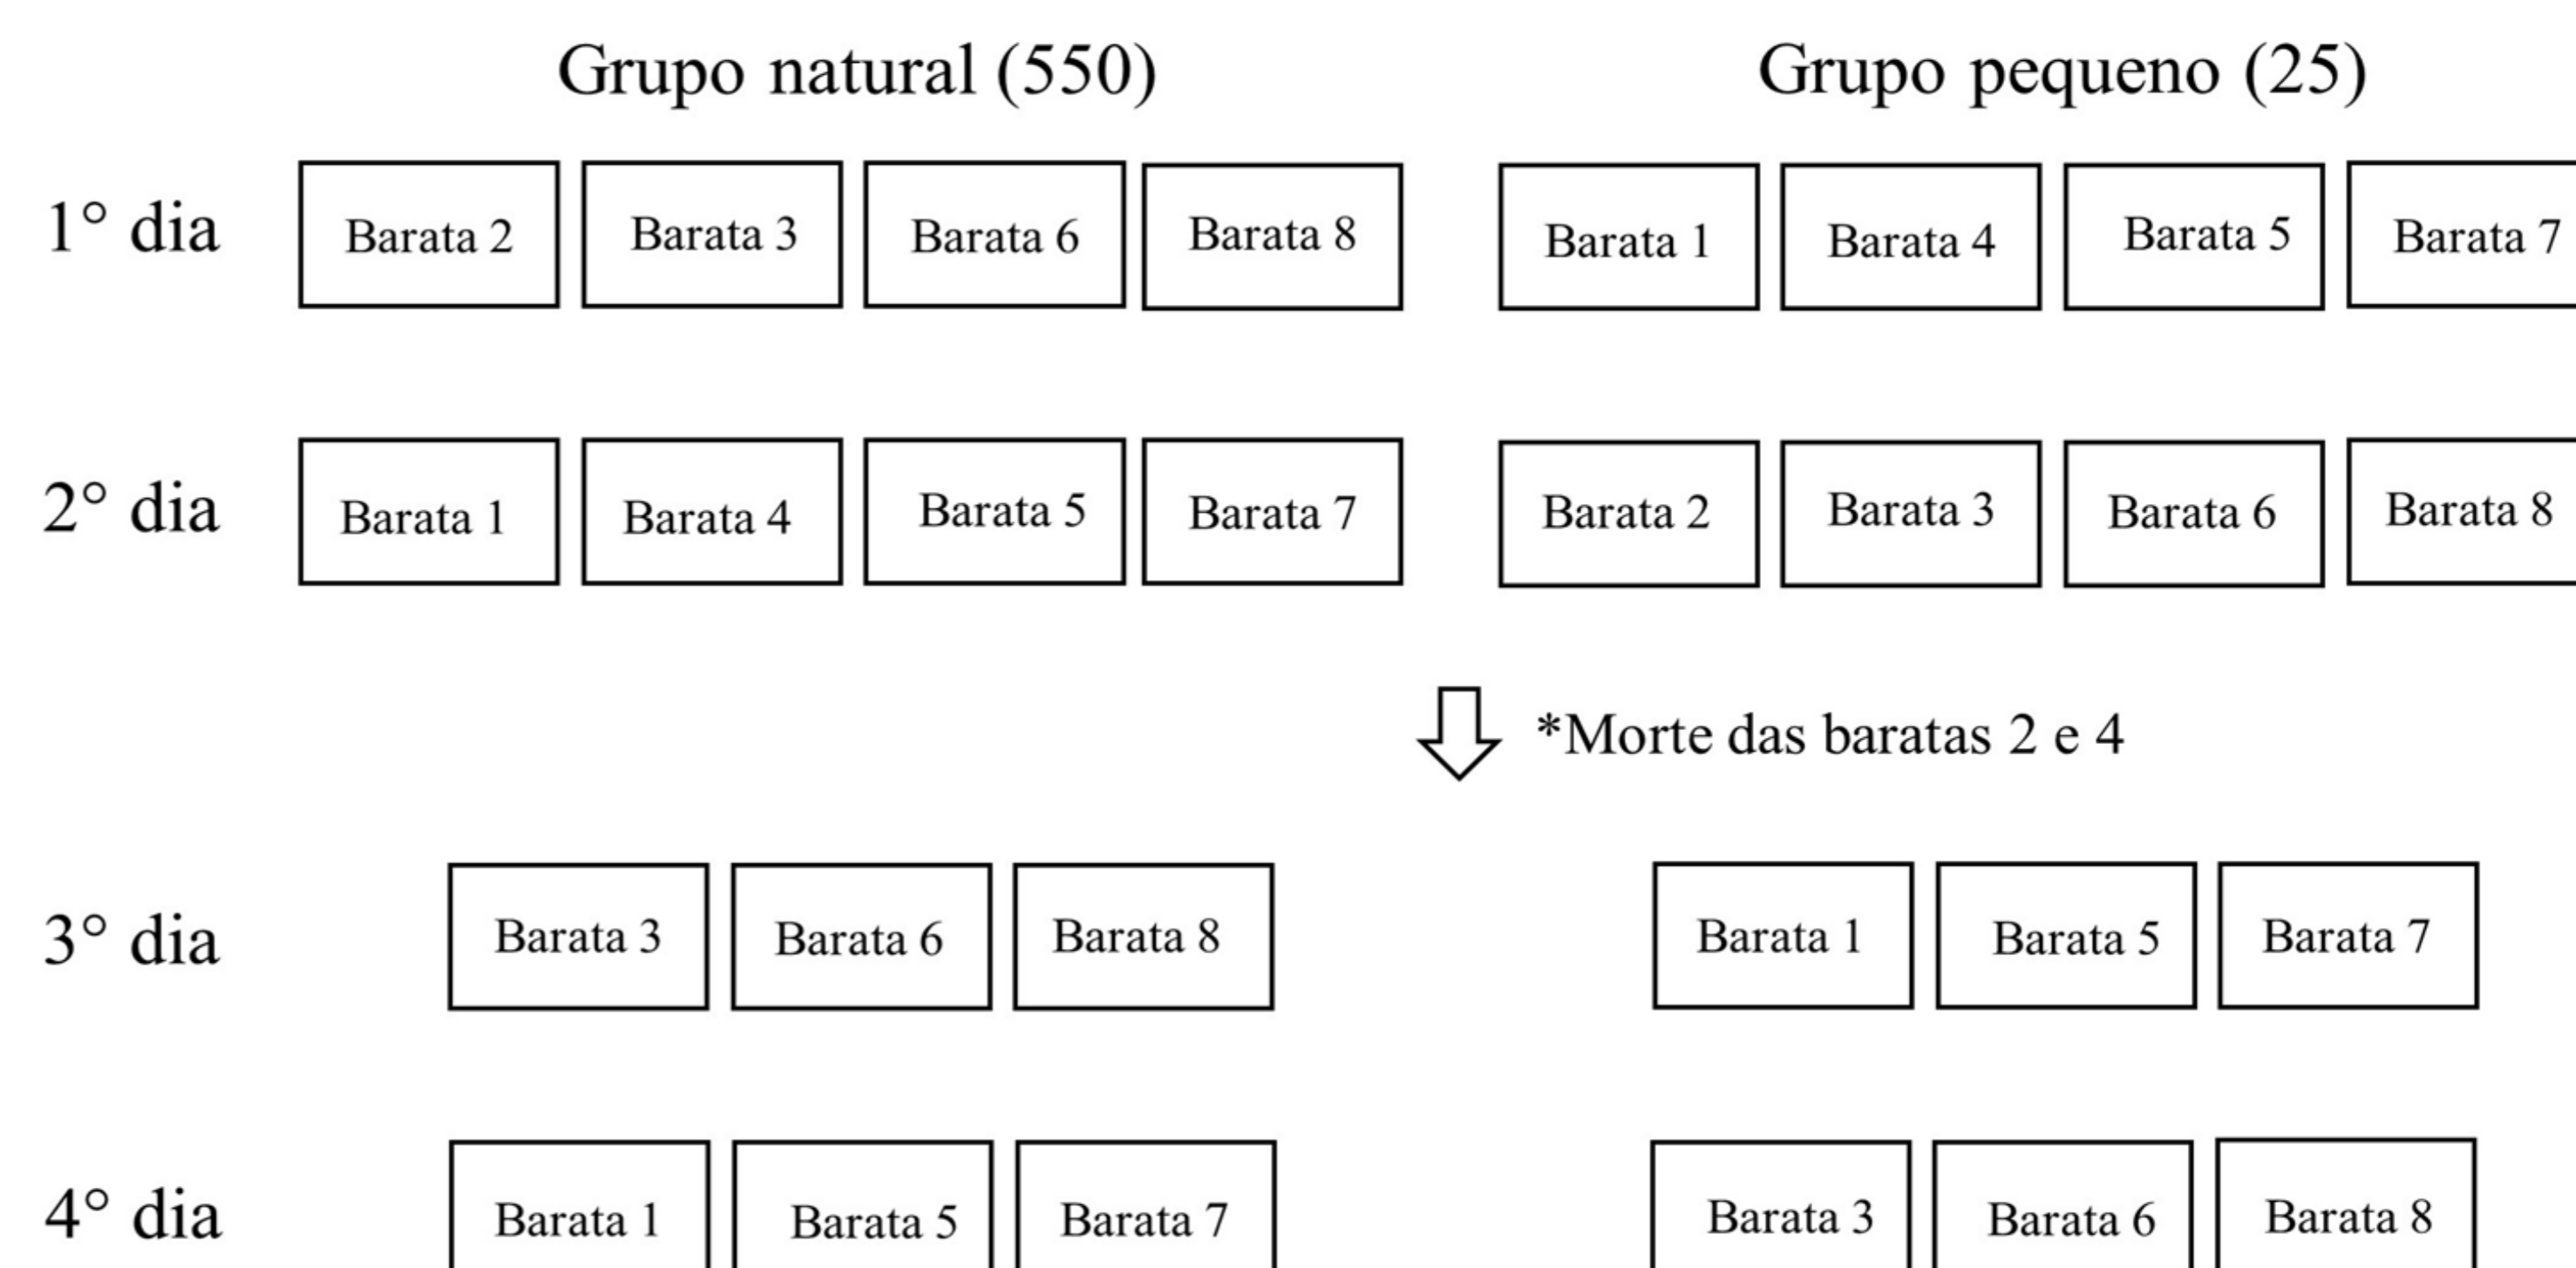 Grupo natural (550) Grupo pequeno (25)
1° dia Barata 2 Barata 3 Barata 6 Barata 8 Barata 1 Barata 4 Barata 5 Barata 7
2° dia Barata 1 Barata 4 Barata 5 Barata 7 Barata 2 Barata 3 Barata 6 Barata 8
*Morte das baratas 2 e 4
3° dia Barata 3 Barata 6 Barata 8 Barata 1 Barata 5 Barata 7
4° dia Barata 1 Barata 5 Barata 7 Barata 3 Barata 6 Barata 8